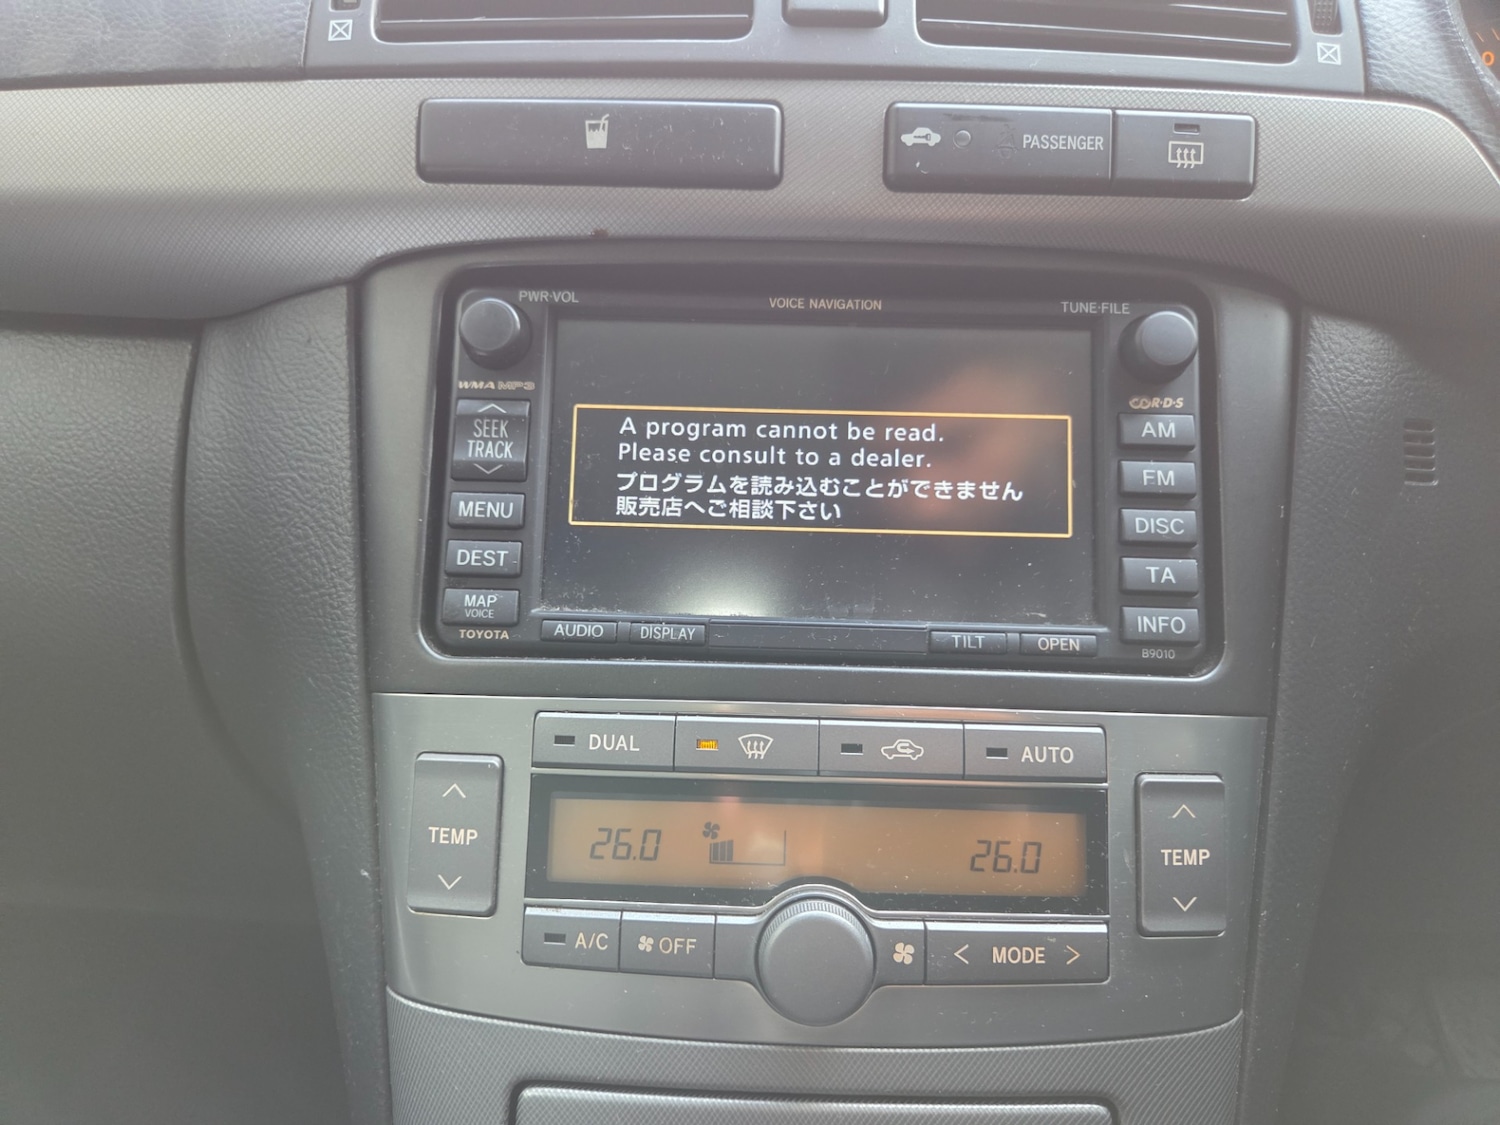 PASSENGER
PWR·VOL
VOICE NAVIGATION
TUNE·FILE
WMA MP3
SEEK
TRACK
MENU
DEST
MAP
VOICE
TOYOTA
A program cannot be read.
Please consult to a dealer.
プログラムを読み込むことができません
販売店へご相談下さい
R·D·S
AM
FM
DISC
TA
INFO
B9010
AUDIO
DISPLAY
TILT
OPEN
DUAL
AUTO
TEMP
26.0
26.0
TEMP
A/C
OFF
< MODE >